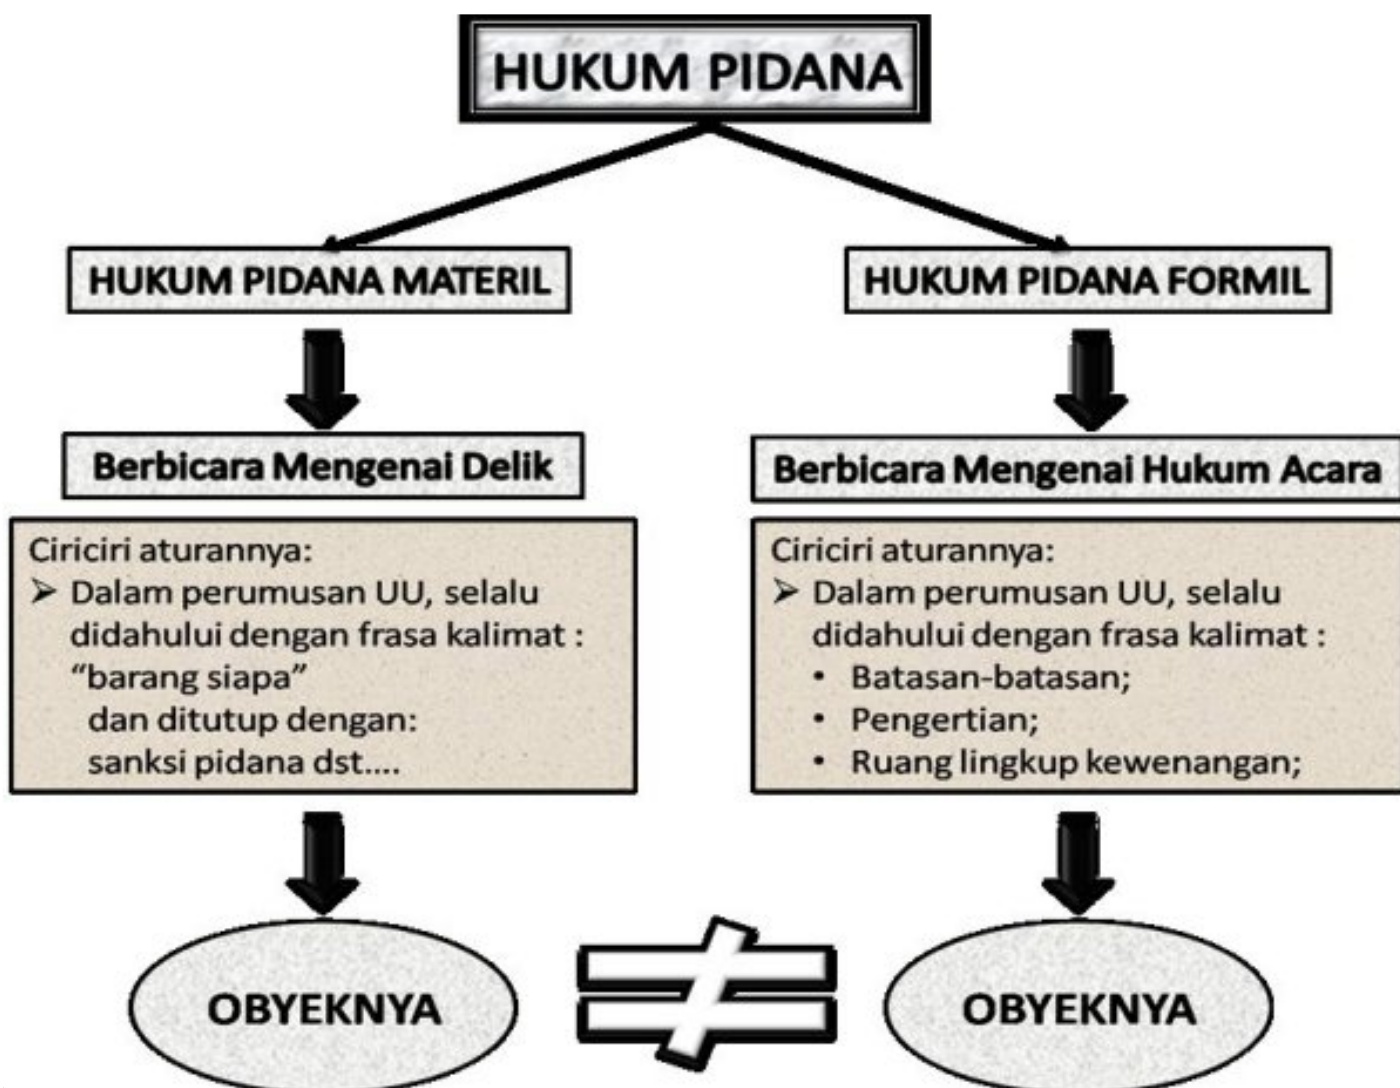 HUKUM PIDANA
HUKUM PIDANA MATERIL
Berbicara Mengenai Delik
Ciriciri aturannya:
➢ Dalam perumusan UU, selalu
didahului dengan frasa kalimat :
“barang siapa”
dan ditutup dengan:
sanksi pidana dst....
OBYEKNYA
≠
HUKUM PIDANA FORMIL
Berbicara Mengenai Hukum Acara
Ciriciri aturannya:
➢ Dalam perumusan UU, selalu
didahului dengan frasa kalimat :
• Batasan-batasan;
• Pengertian;
• Ruang lingkup kewenangan;
OBYEKNYA